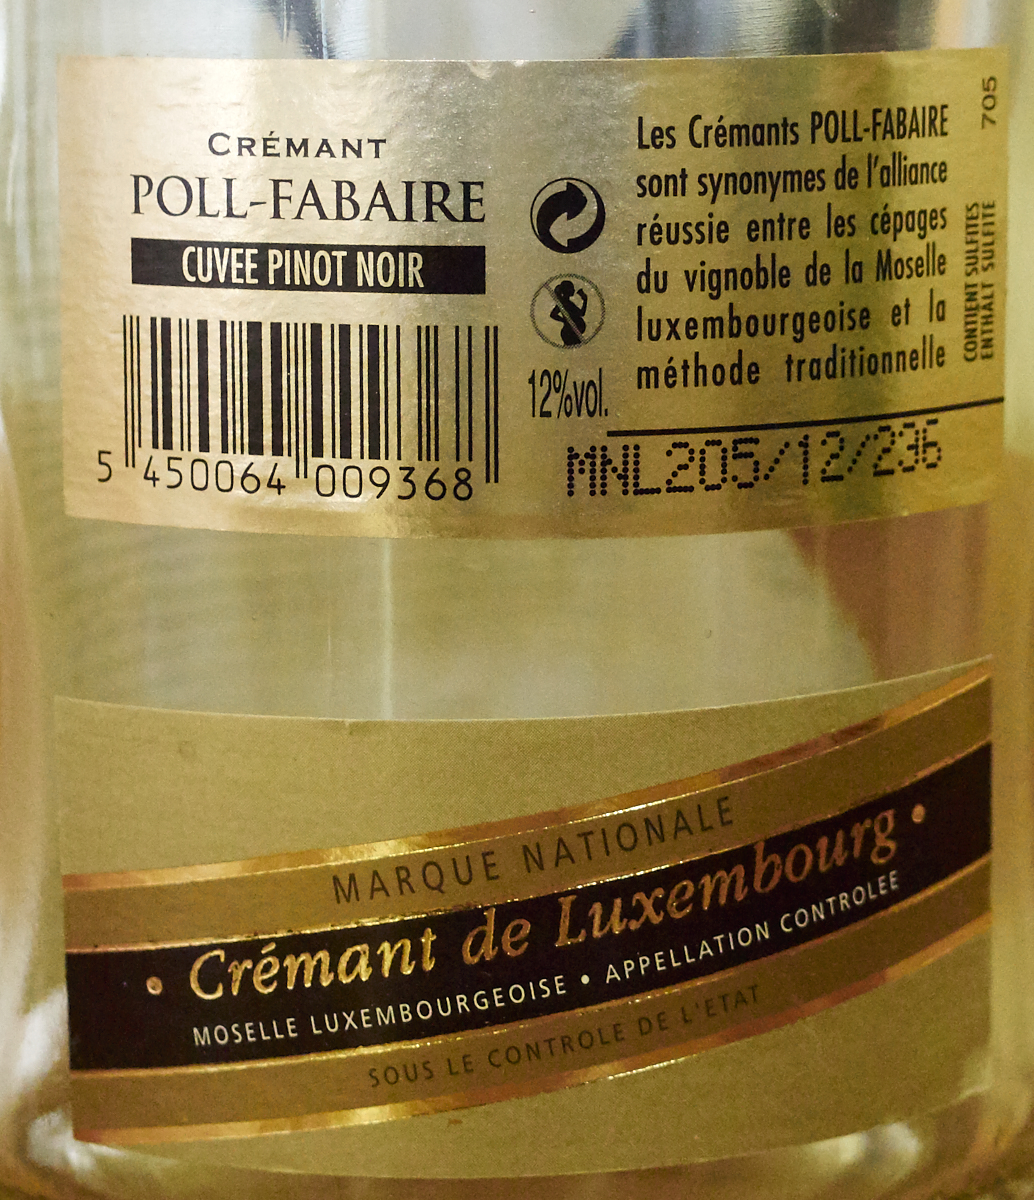 CRÉMANT
POLL-FABAIRE
CUVEE PINOT NOIR
5 450064 009368
12%vol.
Les Crémants POLL-FABAIRE
sont synonymes de l'alliance
réussie entre les cépages
du vignoble de la Moselle
luxembourgeoise et la
méthode traditionnelle
MNL205/12/236
705
CONTIENT SULFITES
ENTHALT SULFITE
MARQUE NATIONALE
• Crémant de Luxembourg •
MOSELLE LUXEMBOURGEOISE • APPELLATION CONTROLEE
SOUS LE CONTROLE DE L'ETAT